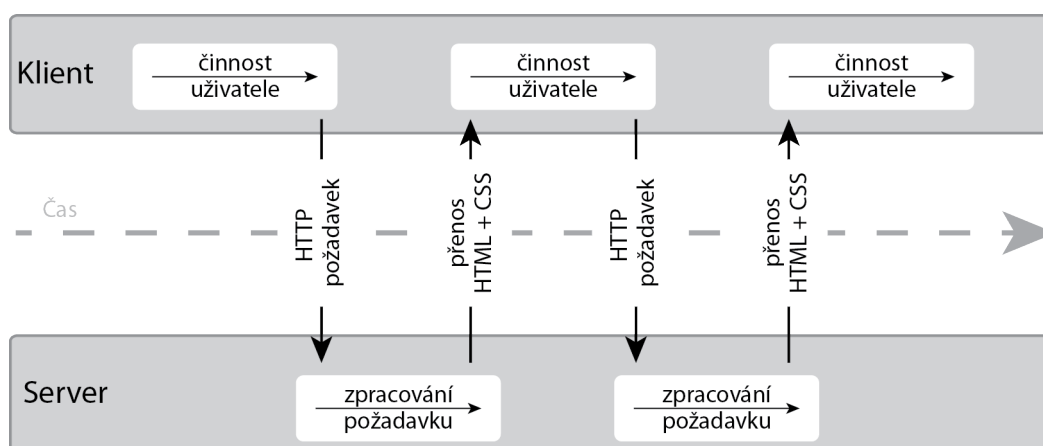 Klient
činnost
uživatele
činnost
uživatele
činnost
uživatele
Čas
HTTP
požadavek
přenos
HTML + CSS
HTTP
požadavek
přenos
HTML + CSS
Server
zpracování
požadavku
zpracování
požadavku